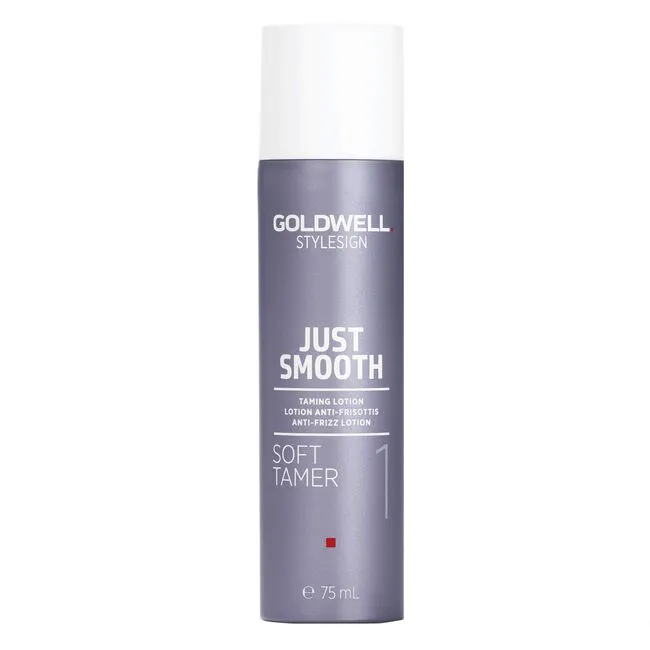 GOLDWELL.
STYLESIGN
JUST
SMOOTH
TAMING LOTION
LOTION ANTI-FRISOTTIS
ANTI-FRIZZ LOTION
SOFT
TAMER
1
℮ 75 mL